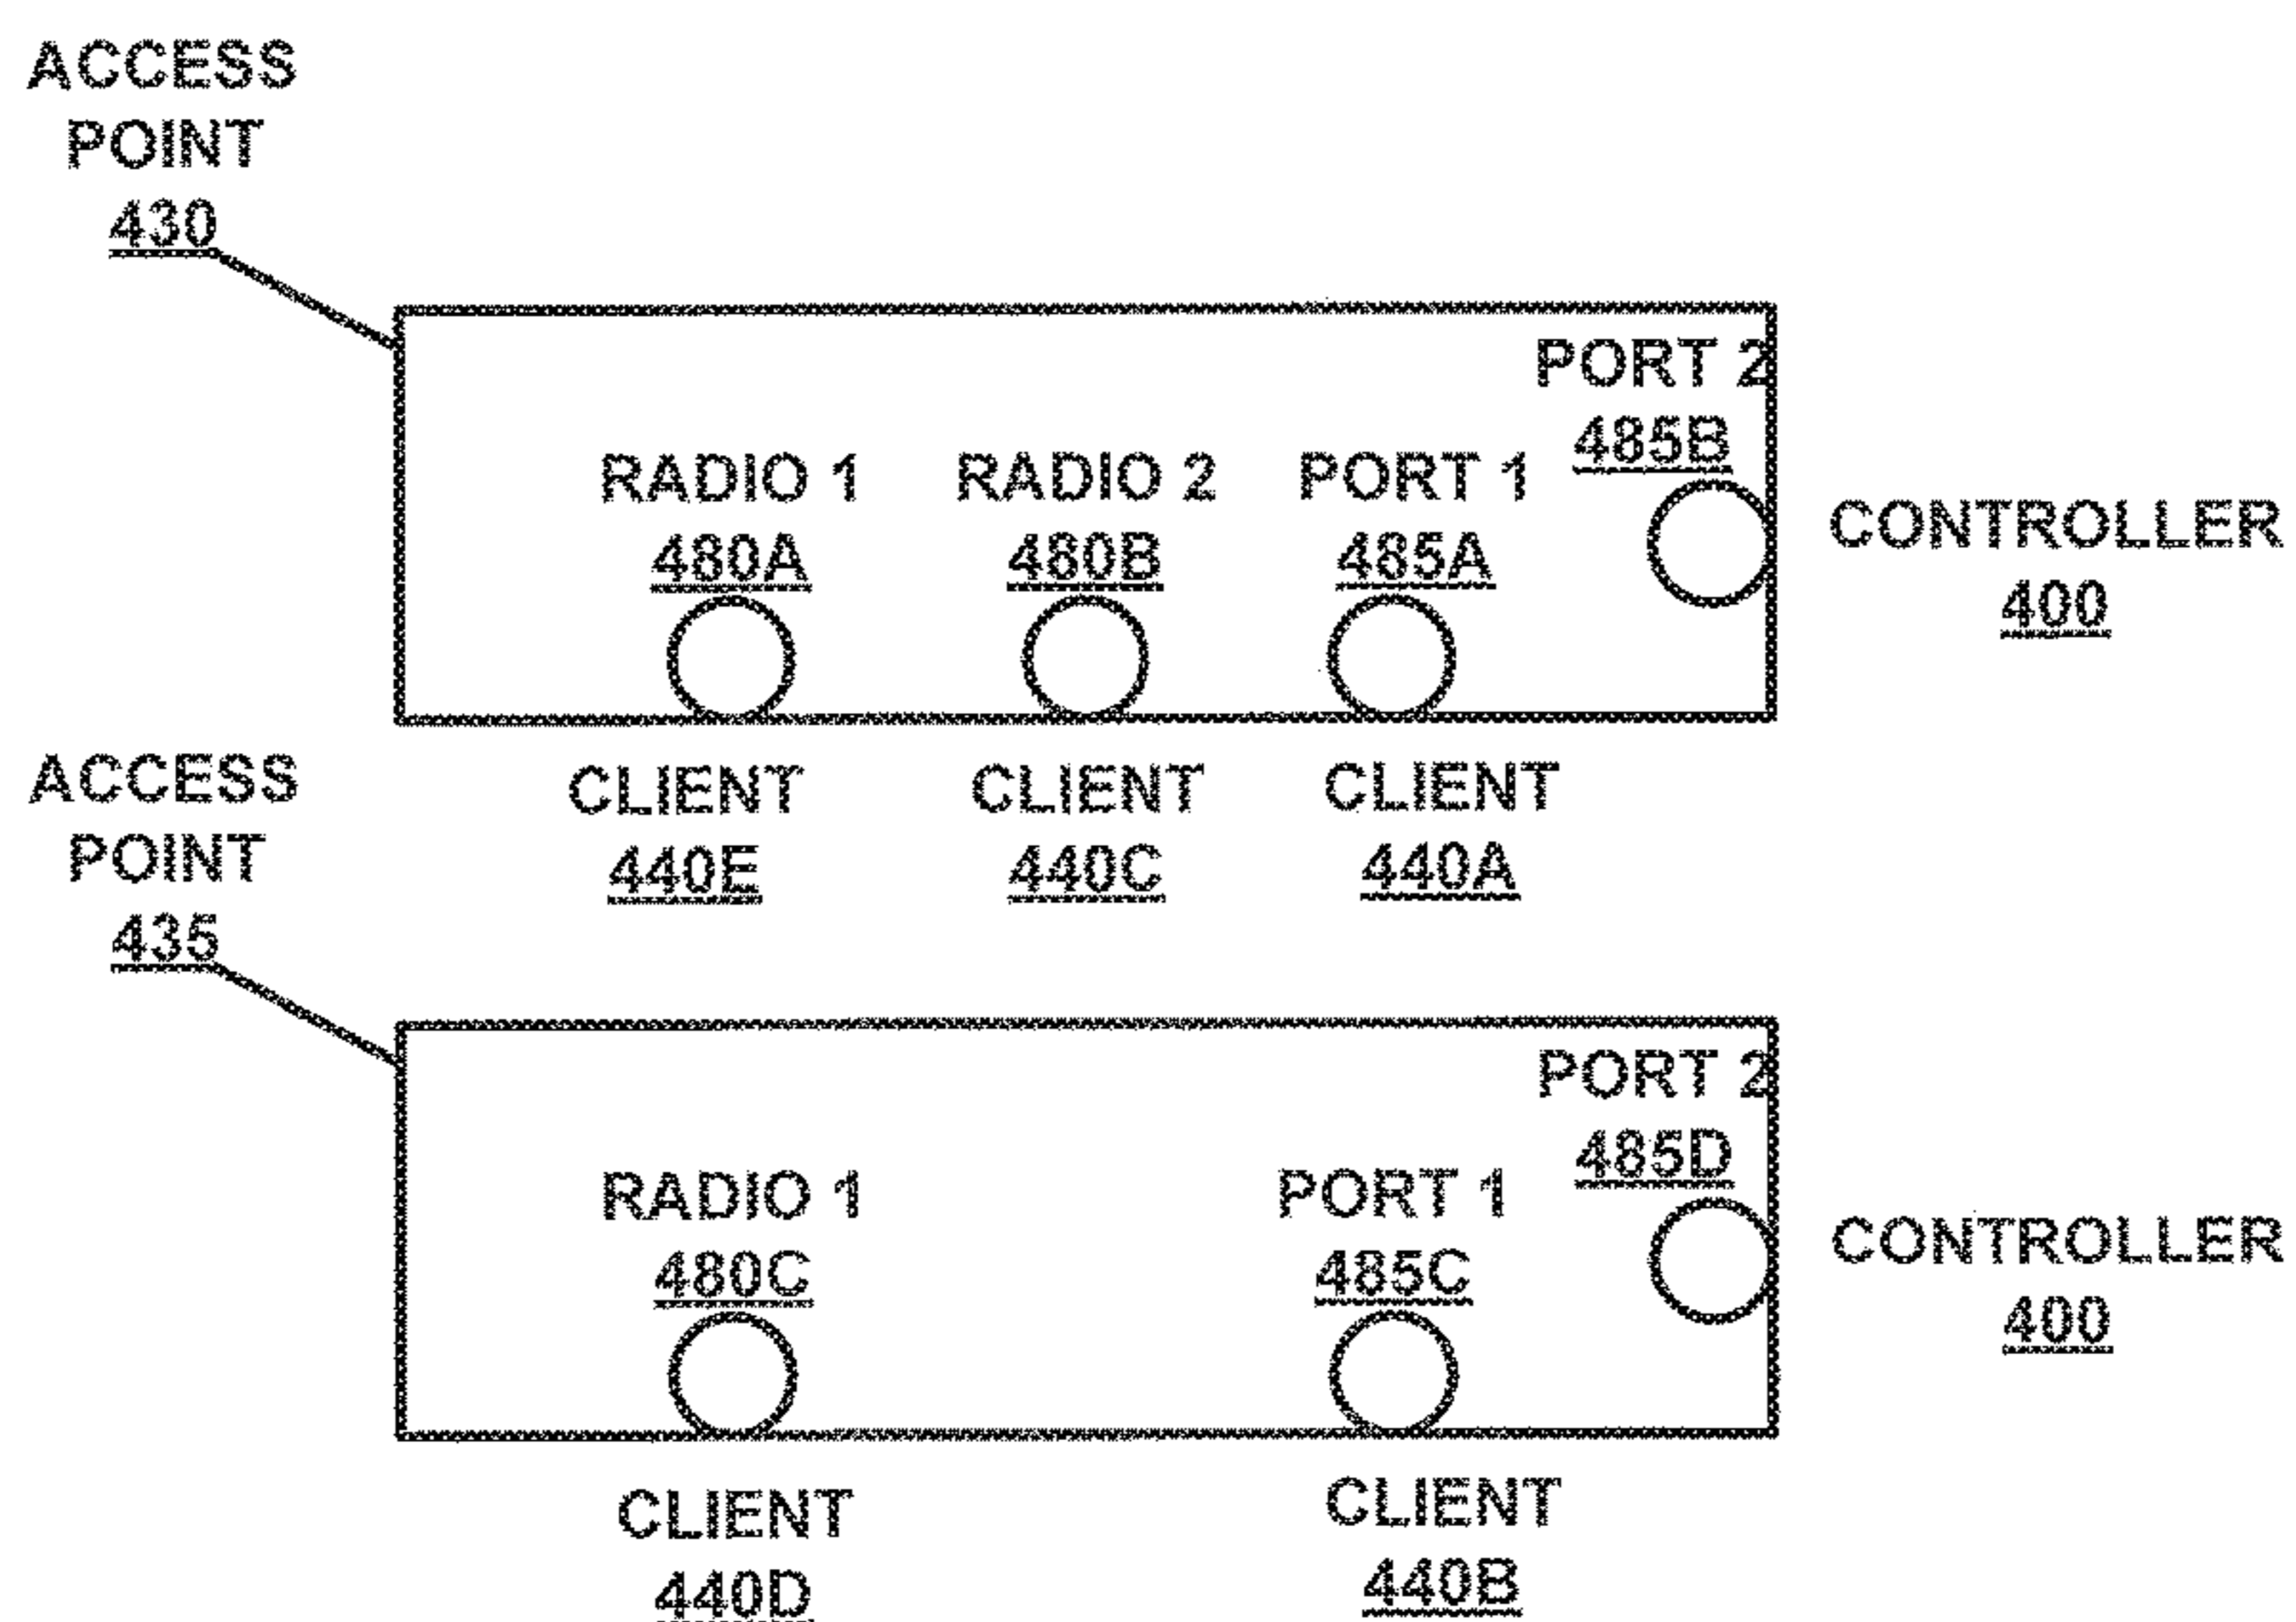 ACCESS
POINT
430
PORT 2
485B
RADIO 1
480A
RADIO 2
480B
PORT 1
485A
CONTROLLER
400
CLIENT
440E
CLIENT
440C
CLIENT
440A
ACCESS
POINT
435
PORT 2
485D
RADIO 1
480C
PORT 1
485C
CONTROLLER
400
CLIENT
440D
CLIENT
440B